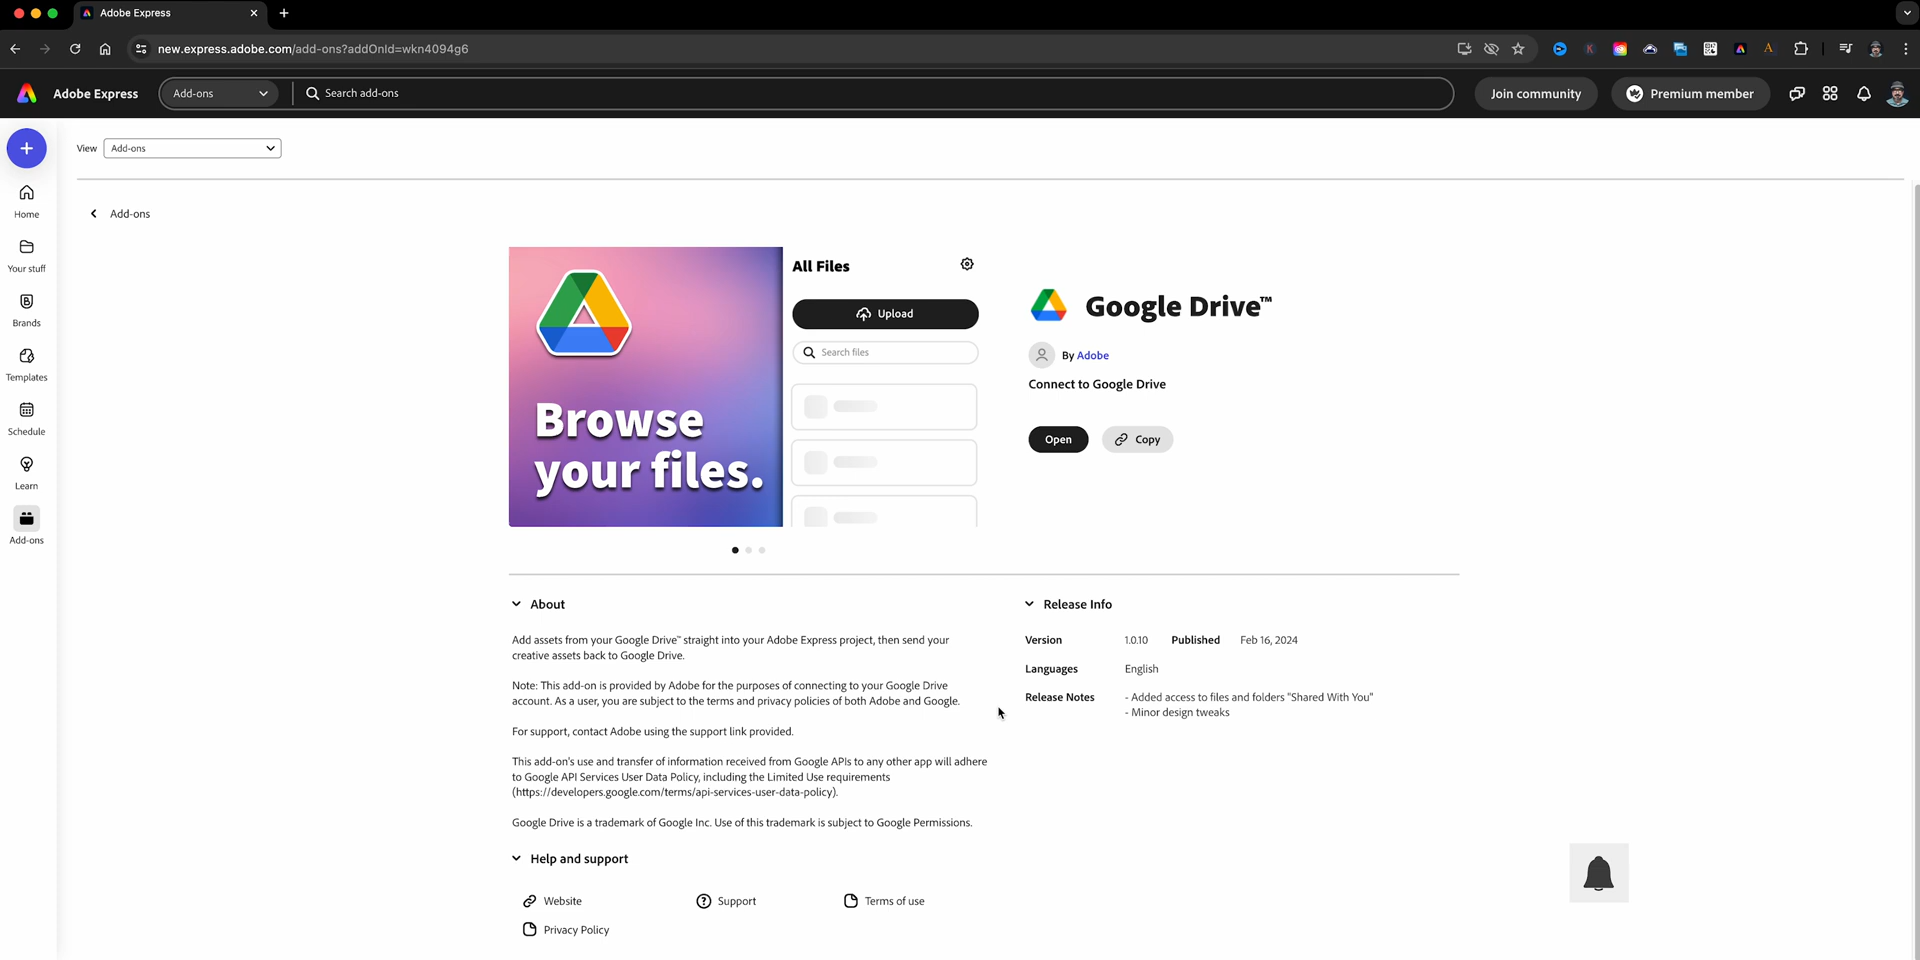 Adobe Express
new.express.adobe.com/add-ons?addOnId=wkn4094g6
Adobe Express
Add-ons
Search add-ons
Join community
Premium member
View
Add-ons
Home
Your stuff
Brands
Templates
Schedule
Learn
Add-ons
Add-ons
Browse
your files.
All Files
Upload
Search files
Google Drive™
By Adobe
Connect to Google Drive
Open
Copy
About
Add assets from your Google Drive™ straight into your Adobe Express project, then send your
creative assets back to Google Drive.
Note: This add-on is provided by Adobe for the purposes of connecting to your Google Drive
account. As a user, you are subject to the terms and privacy policies of both Adobe and Google.
For support, contact Adobe using the support link provided.
This add-on's use and transfer of information received from Google APIs to any other app will adhere
to Google API Services User Data Policy, including the Limited Use requirements
(https://developers.google.com/terms/api-services-user-data-policy).
Google Drive is a trademark of Google Inc. Use of this trademark is subject to Google Permissions.
Release Info
Version 1.0.10 Published Feb 16, 2024
Languages English
Release Notes - Added access to files and folders "Shared With You"
- Minor design tweaks
Help and support
Website
Support
Terms of use
Privacy Policy